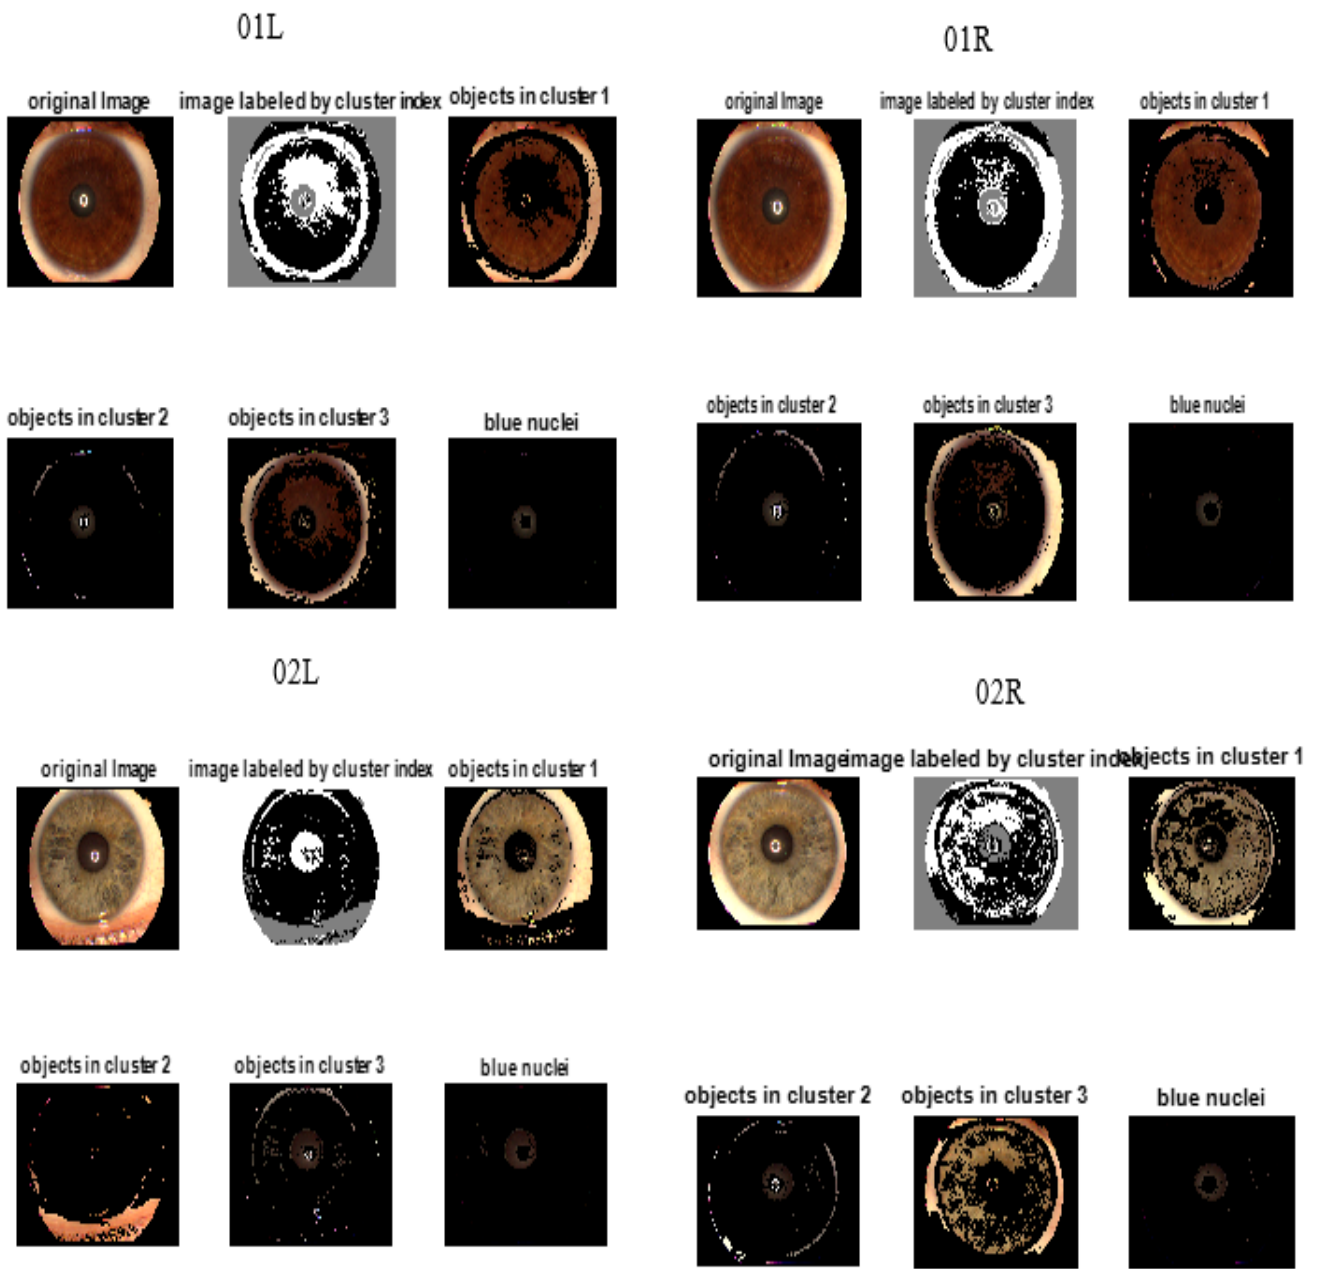 01L
01R
original Image
image labeled by cluster index
objects in cluster 1
original Image
image labeled by cluster index
objects in cluster 1
objects in cluster 2
objects in cluster 3
blue nuclei
objects in cluster 2
objects in cluster 3
blue nuclei
02L
02R
original Image
image labeled by cluster index
objects in cluster 1
original Image
image labeled by cluster index
objects in cluster 1
objects in cluster 2
objects in cluster 3
blue nuclei
objects in cluster 2
objects in cluster 3
blue nuclei